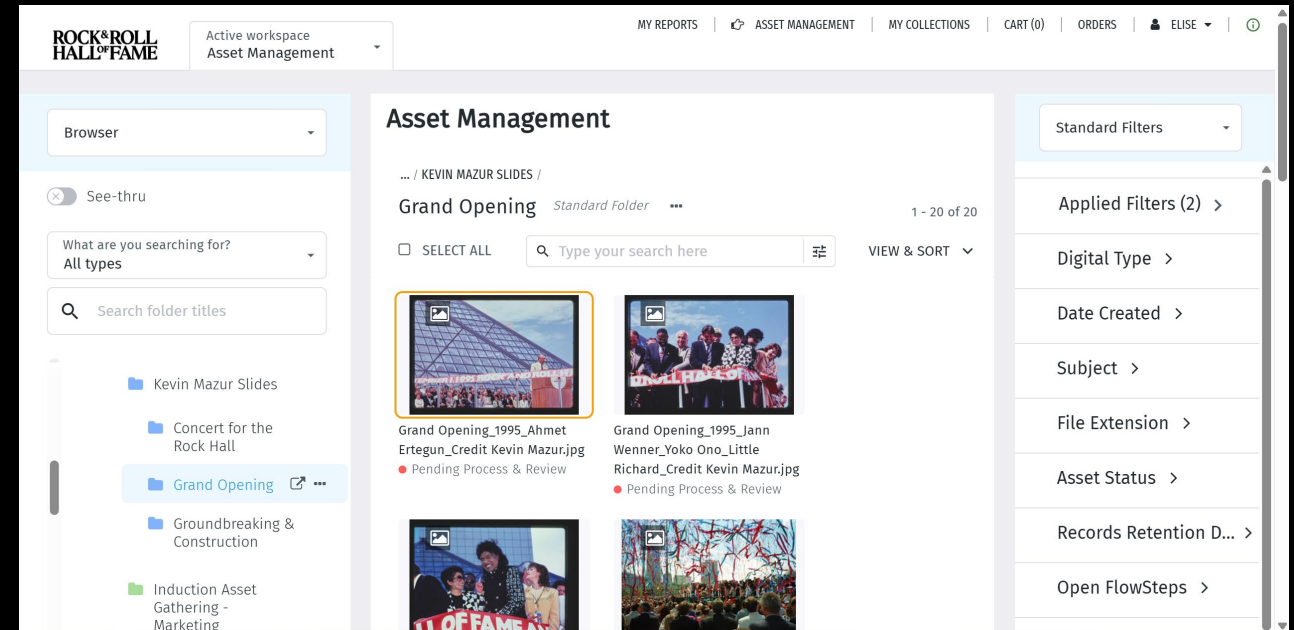 ROCK & ROLL
HALL OF FAME
Active workspace
Asset Management
MY REPORTS
ASSET MANAGEMENT
MY COLLECTIONS
CART (0)
ORDERS
ELISE
Browser
See-thru
What are you searching for?
All types
Search folder titles
Kevin Mazur Slides
Concert for the
Rock Hall
Grand Opening
Groundbreaking &
Construction
Induction Asset
Gathering -
Marketing
Asset Management
... / KEVIN MAZUR SLIDES /
Grand Opening
Standard Folder
1 - 20 of 20
SELECT ALL
Type your search here
VIEW & SORT
Grand Opening_1995_Ahmet
Ertegun_Credit Kevin Mazur.jpg
Pending Process & Review
Grand Opening_1995_Jann
Wenner_Yoko Ono_Little
Richard_Credit Kevin Mazur.jpg
Pending Process & Review
L OF FAME
Standard Filters
Applied Filters (2)
Digital Type
Date Created
Subject
File Extension
Asset Status
Records Retention D...
Open FlowSteps